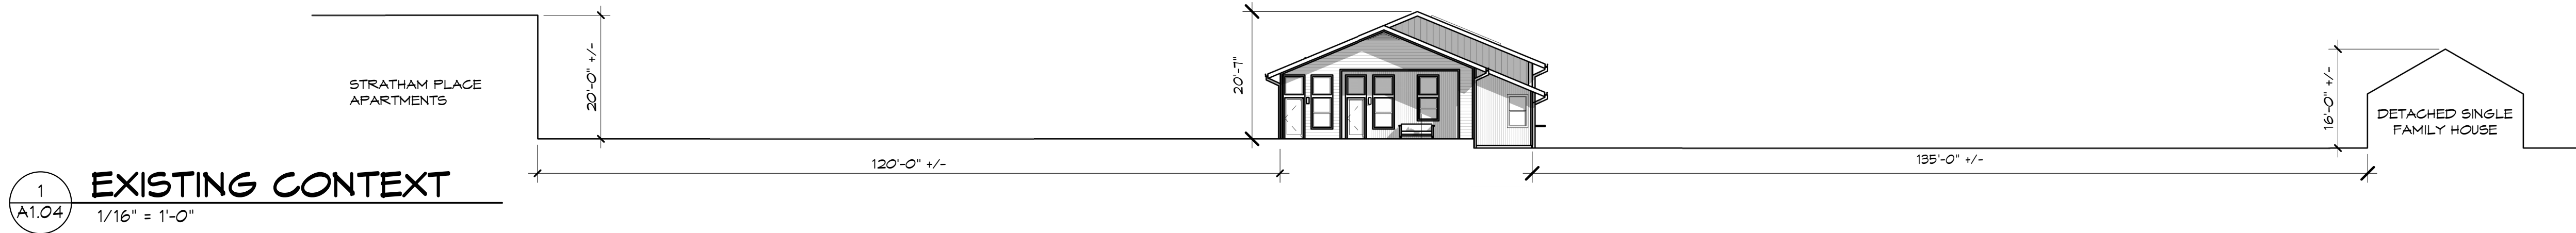 STRATHAM PLACE
APARTMENTS
20'-0" +/-
120'-0" +/-
20'-7"
135'-0" +/-
16'-0" +/-
DETACHED SINGLE
FAMILY HOUSE
1
A1.04
EXISTING CONTEXT
1/16" = 1'-0"